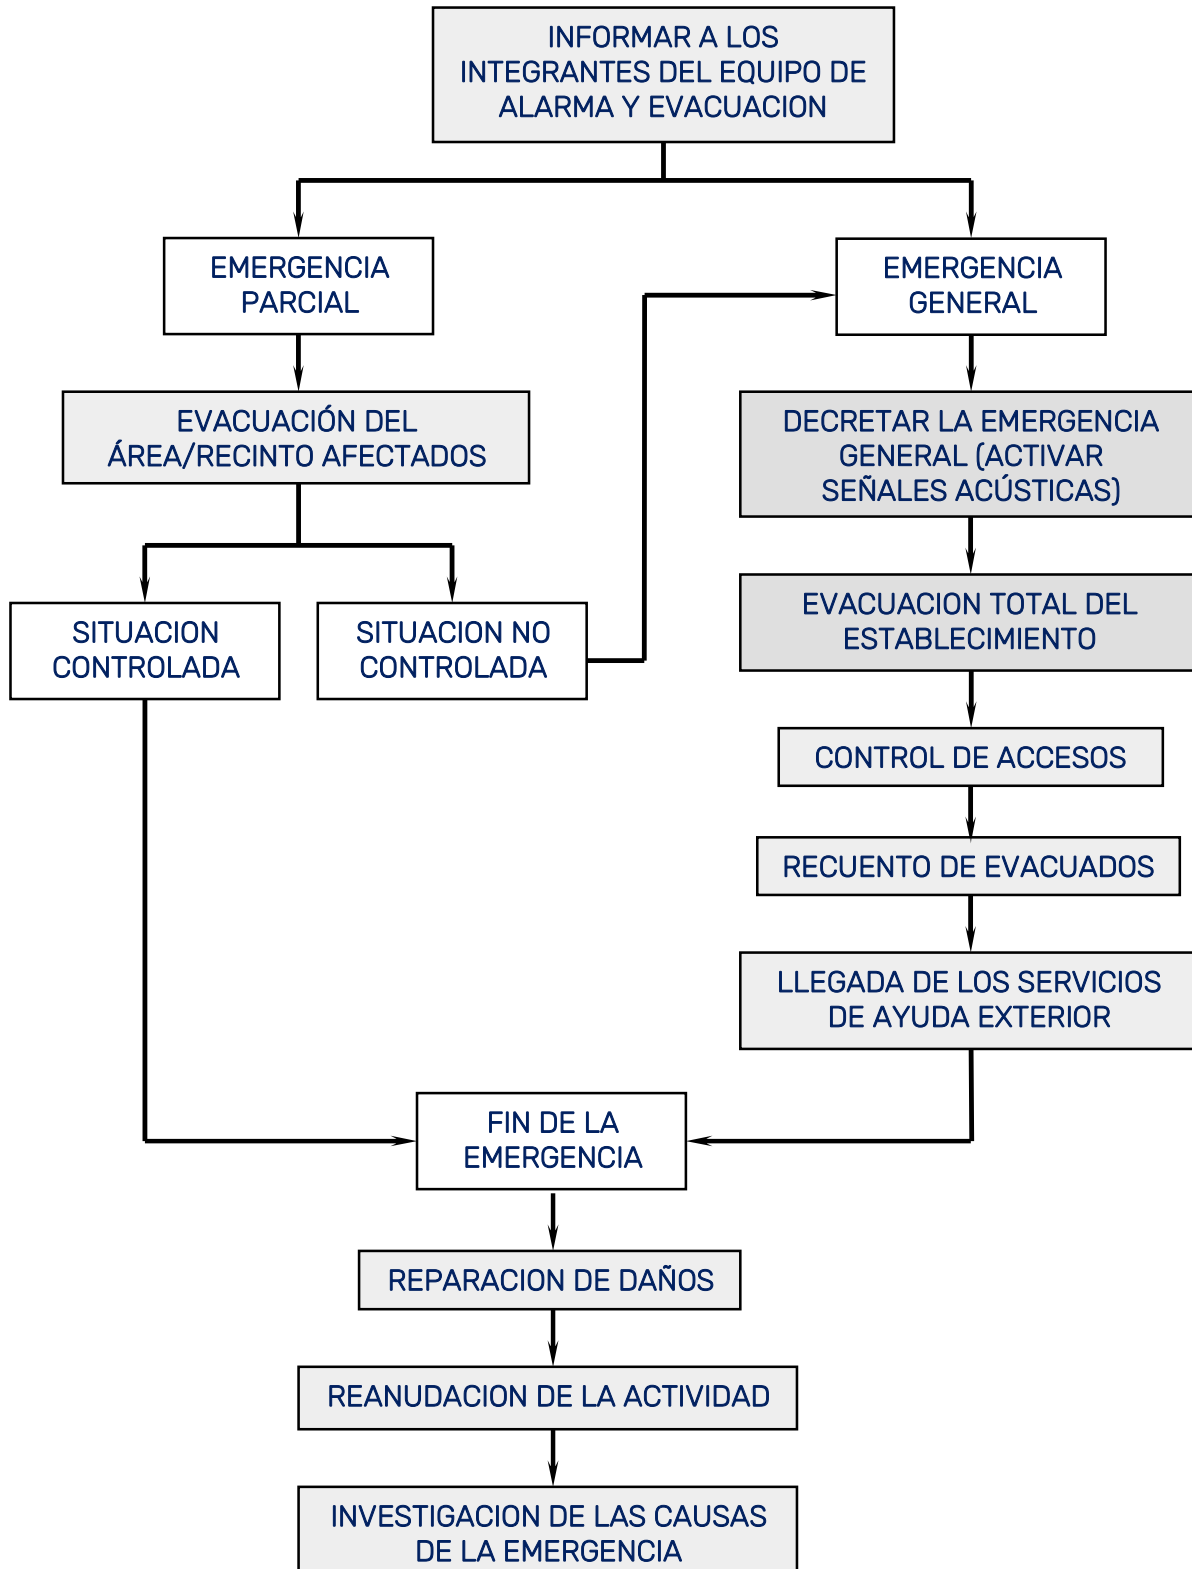 INFORMAR A LOS
INTEGRANTES DEL EQUIPO DE
ALARMA Y EVACUACION
EMERGENCIA
PARCIAL
EMERGENCIA
GENERAL
EVACUACIÓN DEL
ÁREA/RECINTO AFECTADOS
DECRETAR LA EMERGENCIA
GENERAL (ACTIVAR
SEÑALES ACÚSTICAS)
SITUACION
CONTROLADA
SITUACION NO
CONTROLADA
EVACUACION TOTAL DEL
ESTABLECIMIENTO
CONTROL DE ACCESOS
RECUENTO DE EVACUADOS
LLEGADA DE LOS SERVICIOS
DE AYUDA EXTERIOR
FIN DE LA
EMERGENCIA
REPARACION DE DAÑOS
REANUDACION DE LA ACTIVIDAD
INVESTIGACION DE LAS CAUSAS
DE LA EMERGENCIA